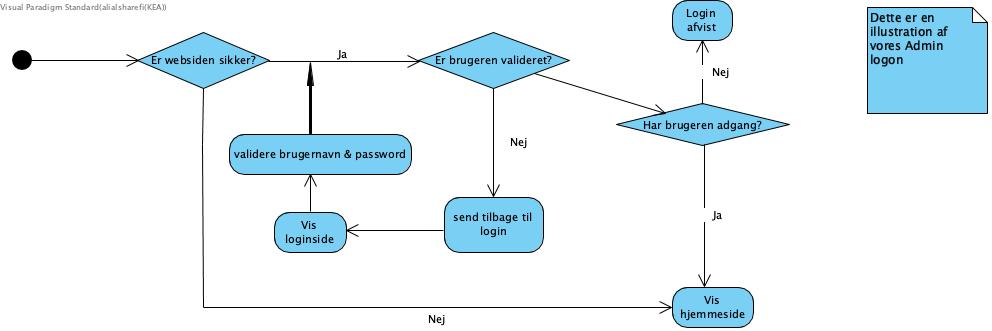 Visual Paradigm Standard(alialsharefi(KEA))
Login
afvist
Dette er en
illustration af
vores Admin
logon
Er websiden sikker?
Ja
Er brugeren valideret?
Nej
Har brugeren adgang?
validere brugernavn & password
Nej
Vis
loginside
send tilbage til
login
Ja
Nej
Vis
hjemmeside